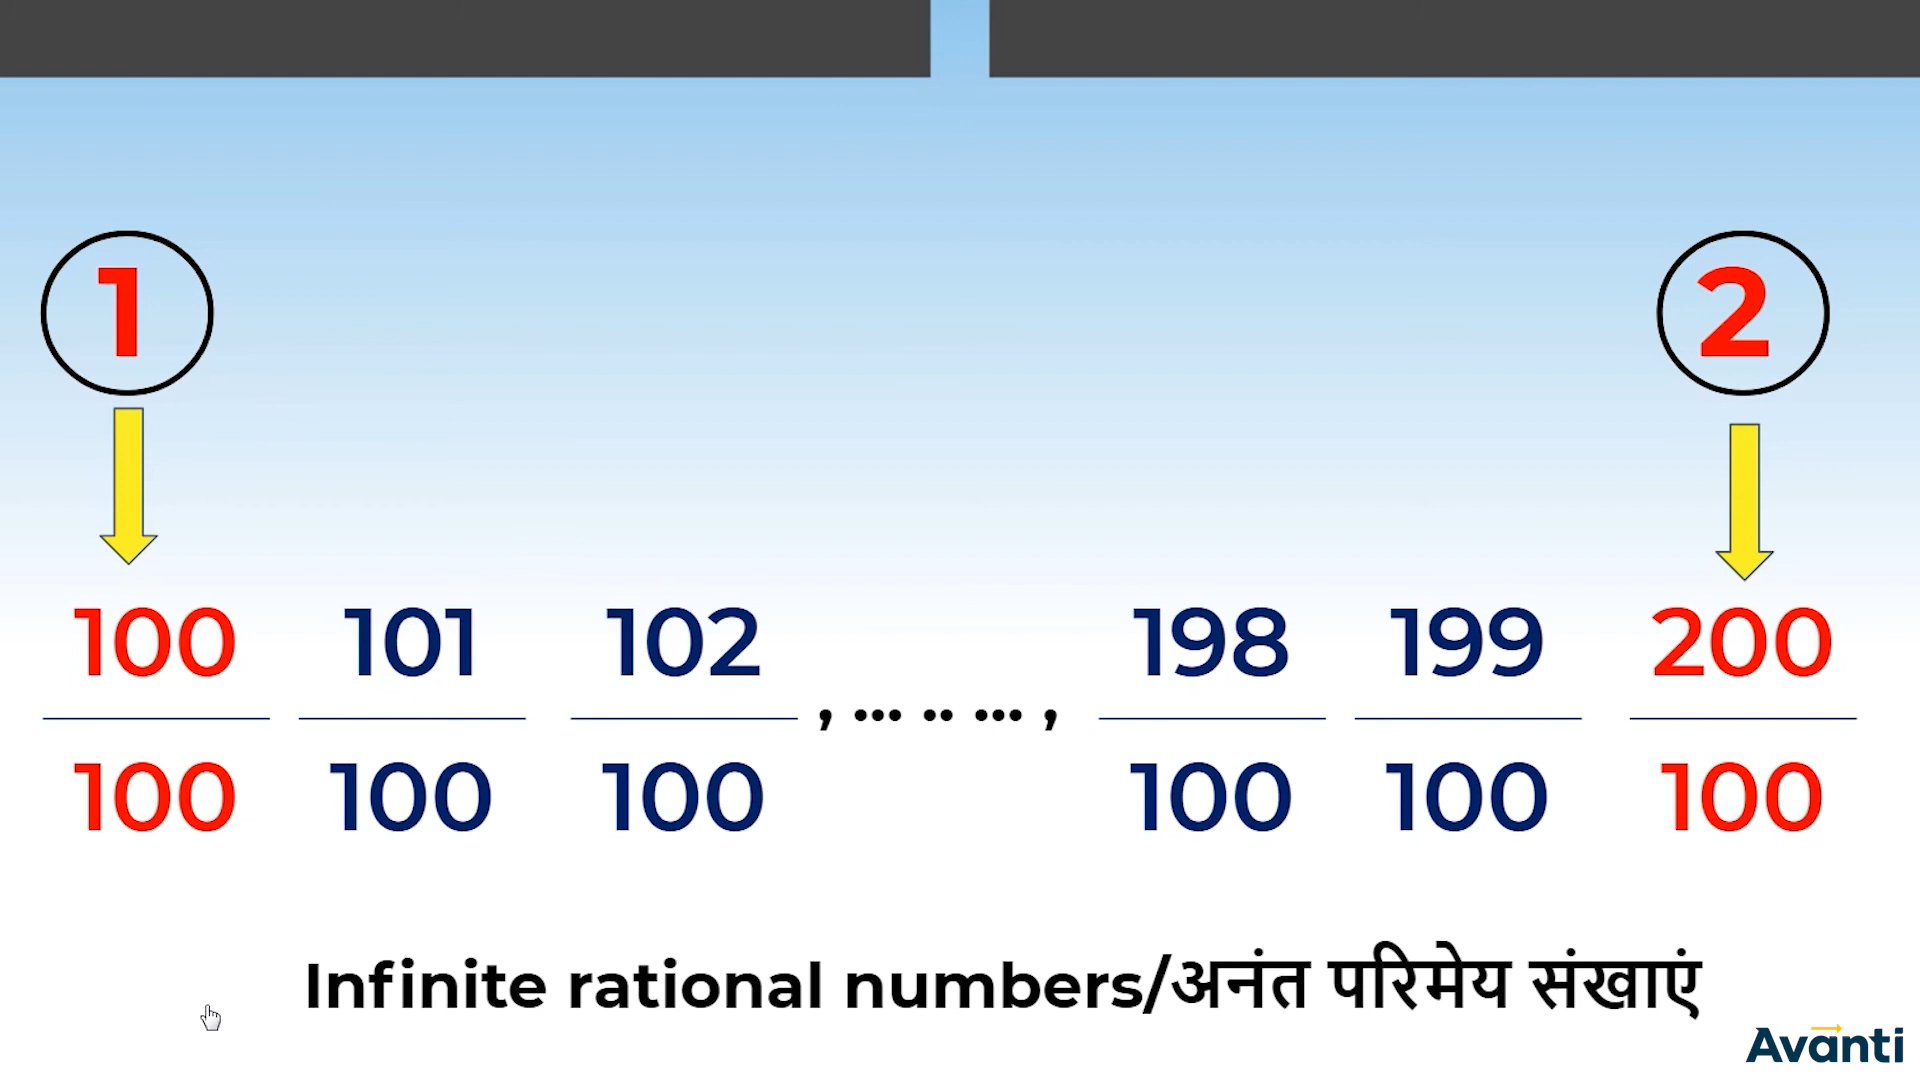 1 2
100 101 102 198 199 200
, ... .. ... ,
100 100 100 100 100 100
Infinite rational numbers/अनंत परिमेय संखाएं
Avanti